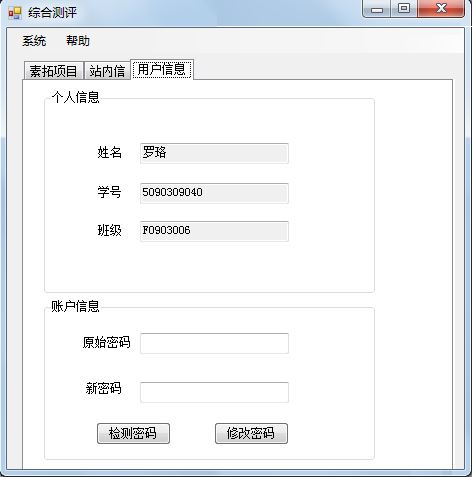 综合测评
系统 帮助
素拓项目 站内信 用户信息
个人信息
姓名 罗珞
学号 5090309040
班级 F0903006
账户信息
原始密码
新密码
检测密码 修改密码